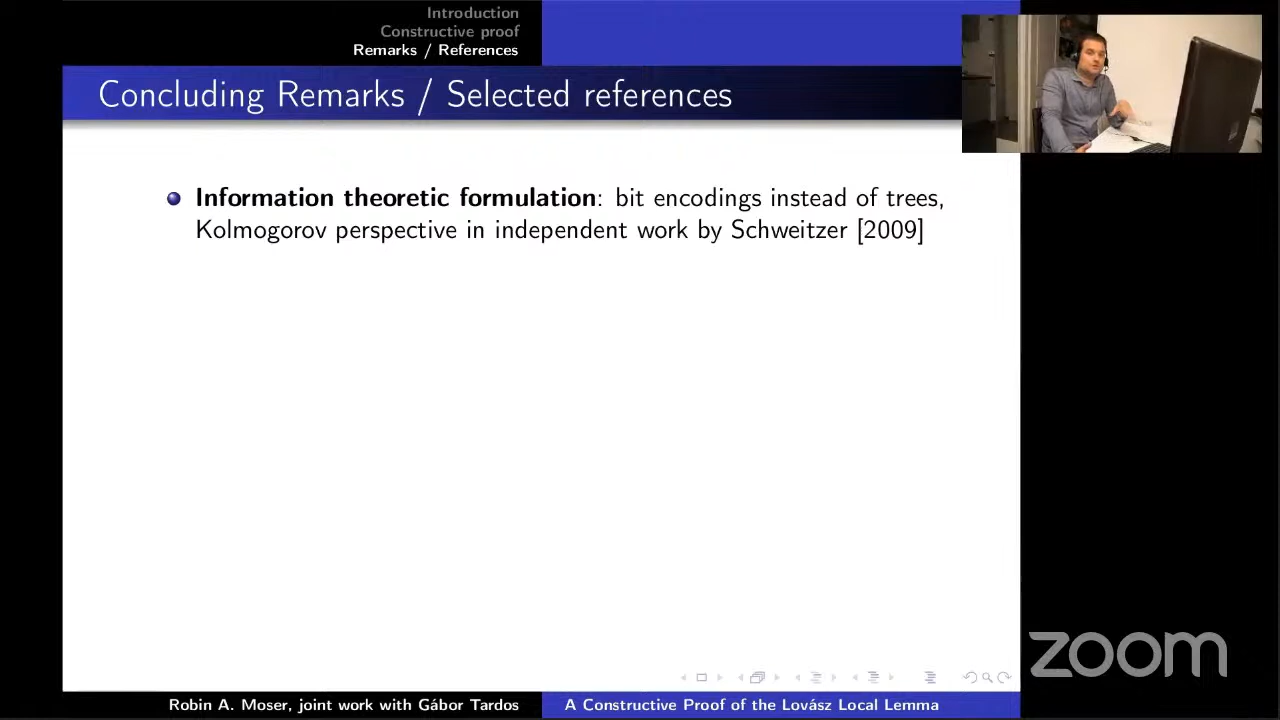 Introduction
Constructive proof
Remarks / References
Concluding Remarks / Selected references
Information theoretic formulation: bit encodings instead of trees,
Kolmogorov perspective in independent work by Schweitzer [2009]
zoom
Robin A. Moser, joint work with Gábor Tardos
A Constructive Proof of the Lovász Local Lemma